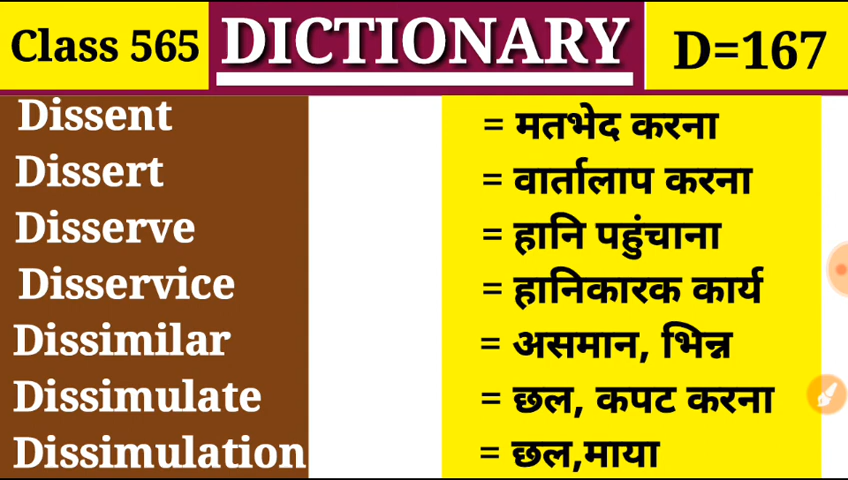 Class 565 DICTIONARY D=167
Dissent = मतभेद करना
Dissert = वार्तालाप करना
Disserve = हानि पहुंचाना
Disservice = हानिकारक कार्य
Dissimilar = असमान, भिन्न
Dissimulate = छल, कपट करना
Dissimulation = छल,माया